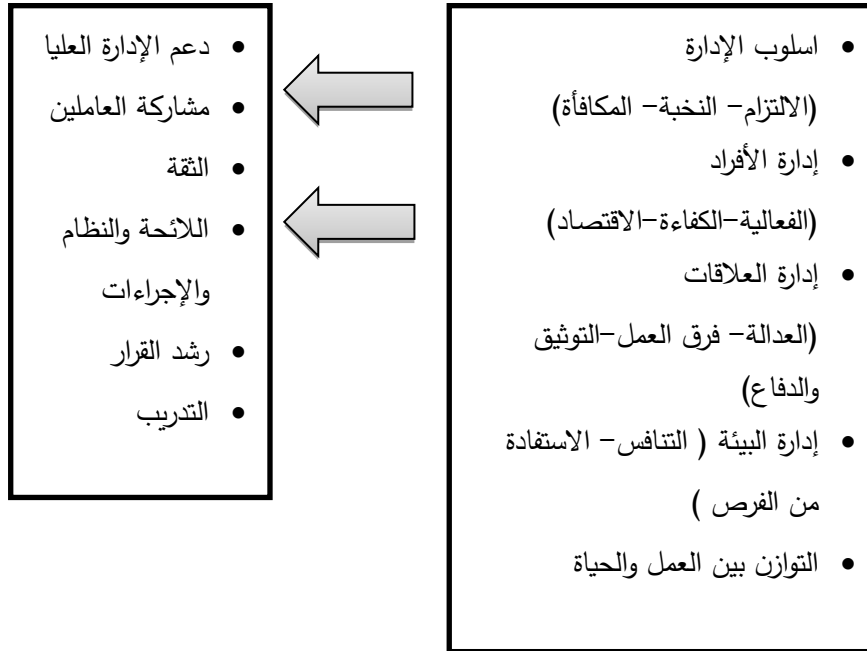 • اسلوب الإدارة
(الالتزام– النخبة– المكافأة)
• إدارة الأفراد
(الفعالية–الكفاءة–الاقتصاد)
• إدارة العلاقات
(العدالة– فرق العمل–التوثيق
والدفاع)
• إدارة البيئة ( التنافس– الاستفادة
من الفرص )
• التوازن بين العمل والحياة
• دعم الإدارة العليا
• مشاركة العاملين
• الثقة
• اللائحة والنظام
والإجراءات
• رشد القرار
• التدريب